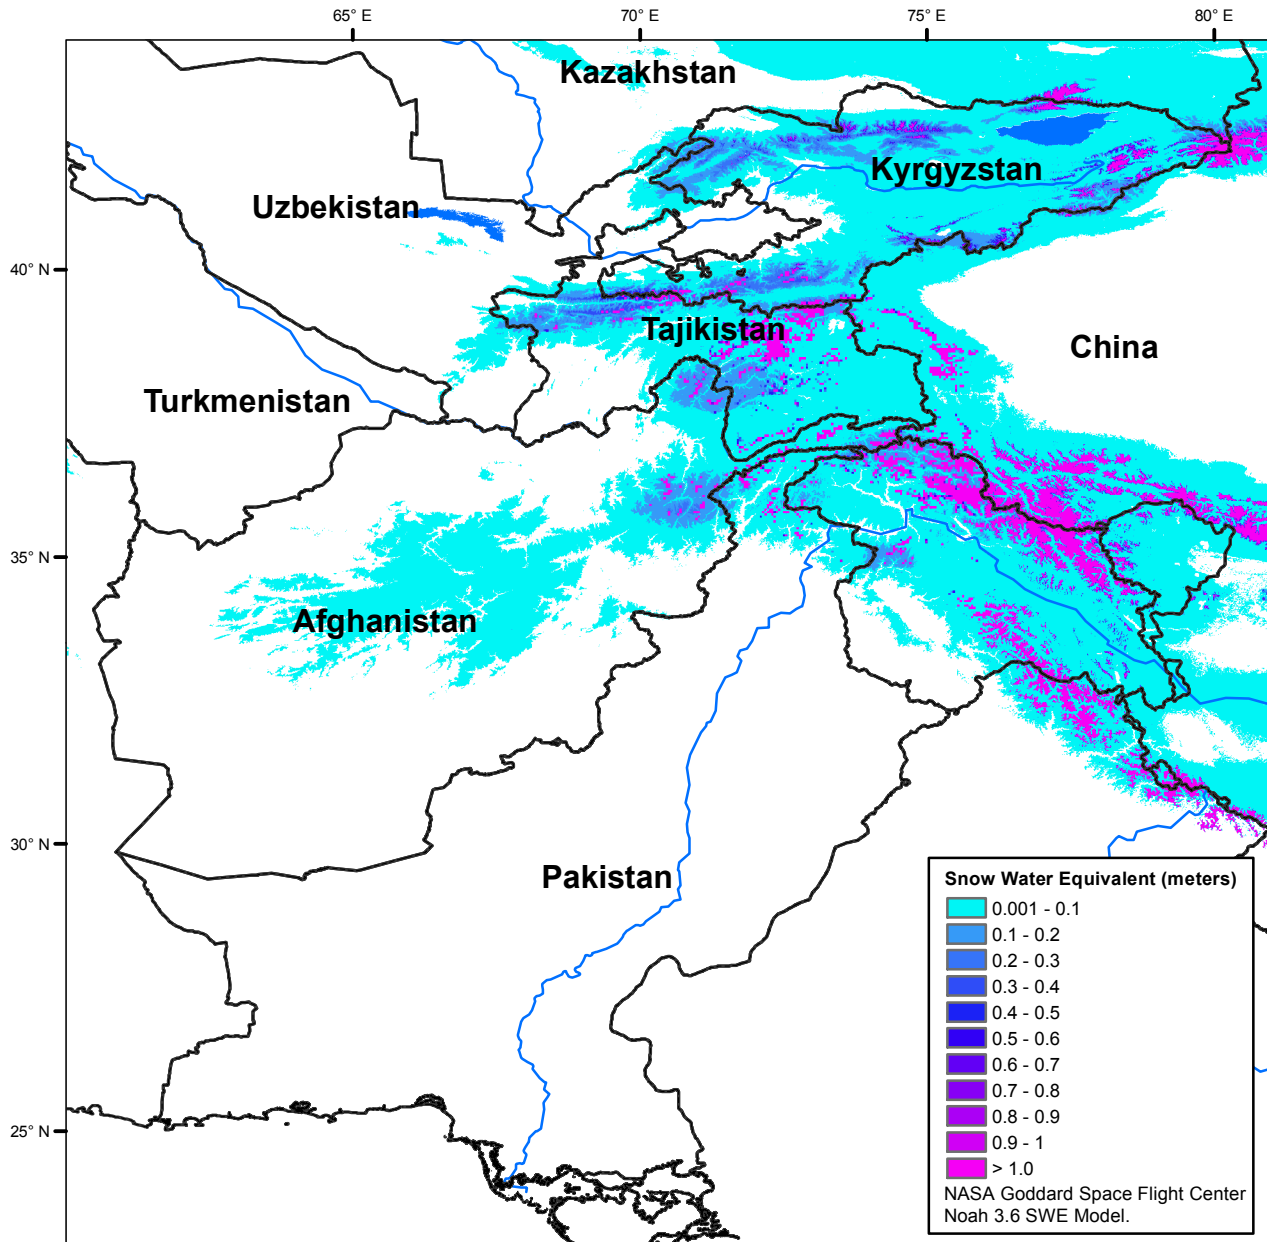 65° E
70° E
75° E
80° E
Kazakhstan
Kyrgyzstan
Uzbekistan
40° N
Tajikistan
China
Turkmenistan
35° N
Afghanistan
30° N
Pakistan
25° N
Snow Water Equivalent (meters)
0.001 - 0.1
0.1 - 0.2
0.2 - 0.3
0.3 - 0.4
0.4 - 0.5
0.5 - 0.6
0.6 - 0.7
0.7 - 0.8
0.8 - 0.9
0.9 - 1
> 1.0
NASA Goddard Space Flight Center
Noah 3.6 SWE Model.